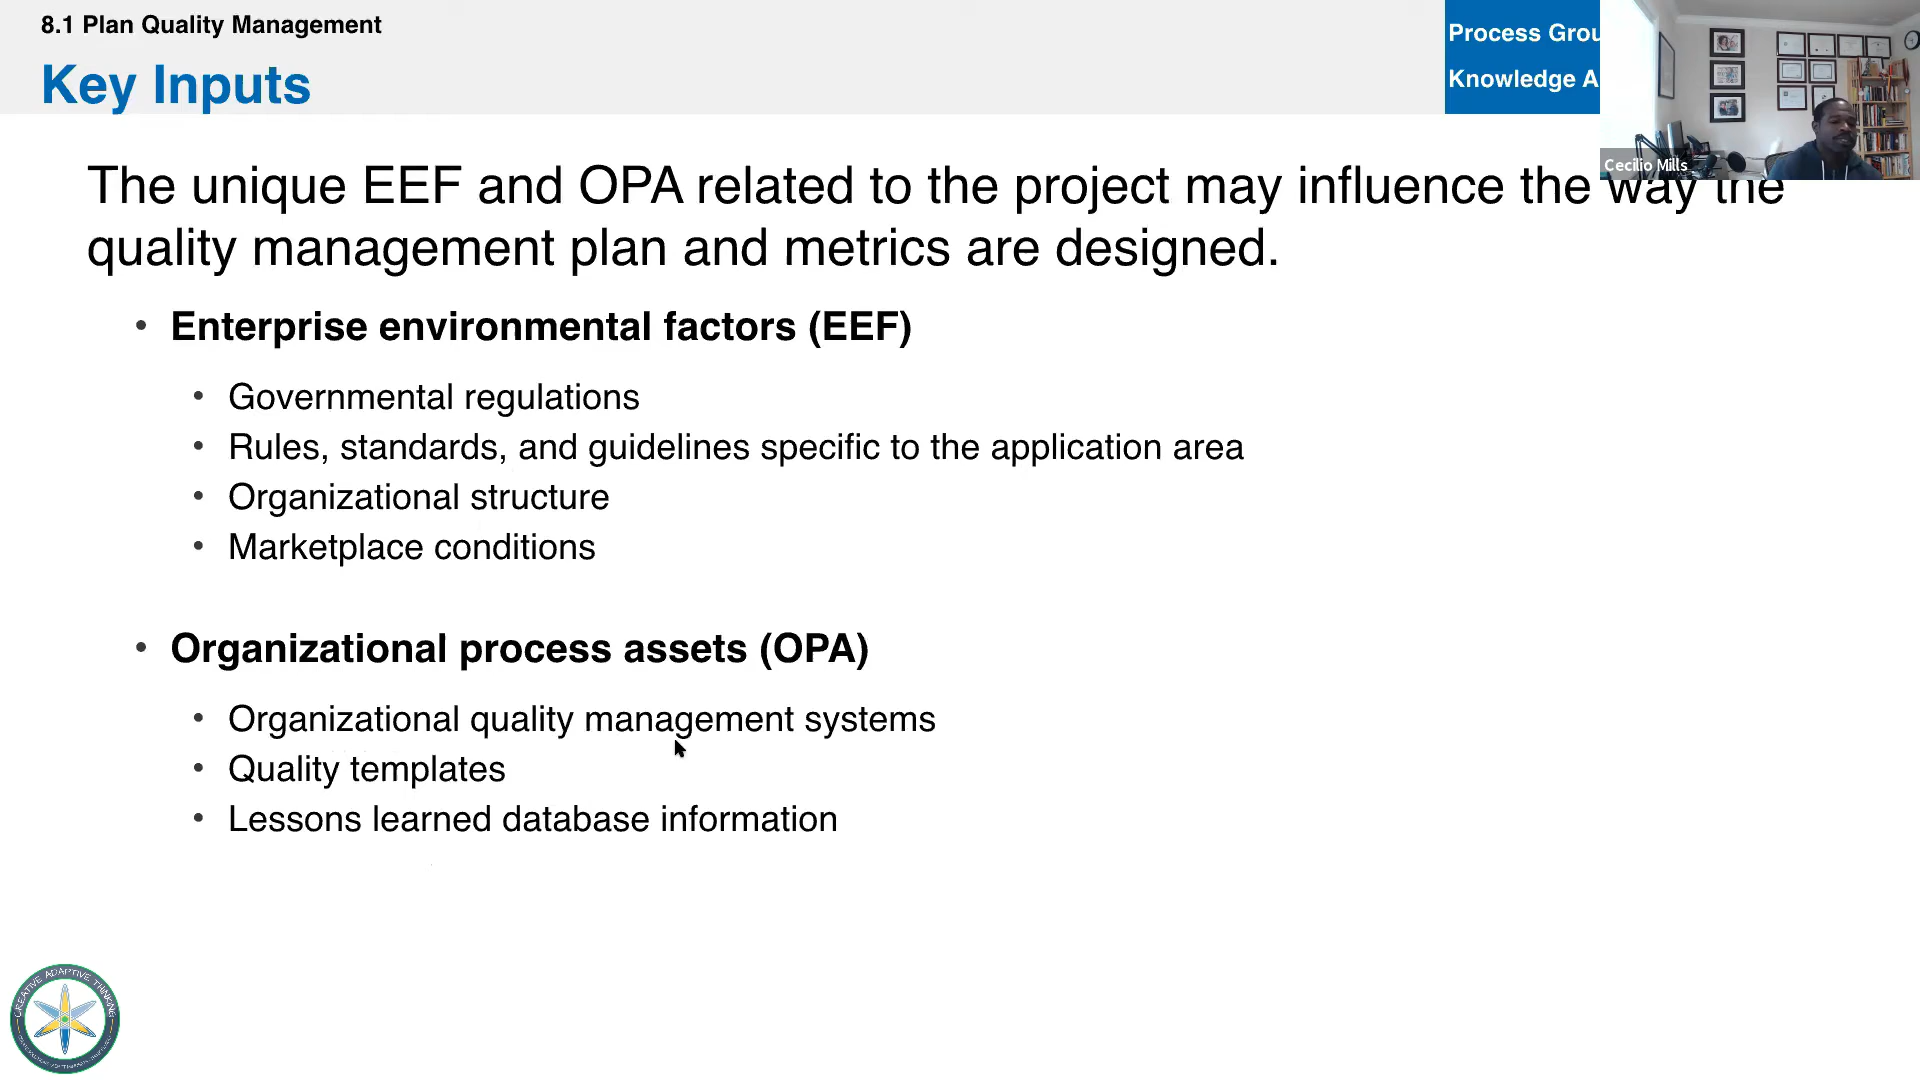 8.1 Plan Quality Management
Key Inputs
Process Grou
Knowledge A
Cecilio Mills
The unique EEF and OPA related to the project may influence the way the
quality management plan and metrics are designed.
• Enterprise environmental factors (EEF)
• Governmental regulations
• Rules, standards, and guidelines specific to the application area
• Organizational structure
• Marketplace conditions
• Organizational process assets (OPA)
• Organizational quality management systems
• Quality templates
• Lessons learned database information
CREATIVE ADAPTIVE THINKING